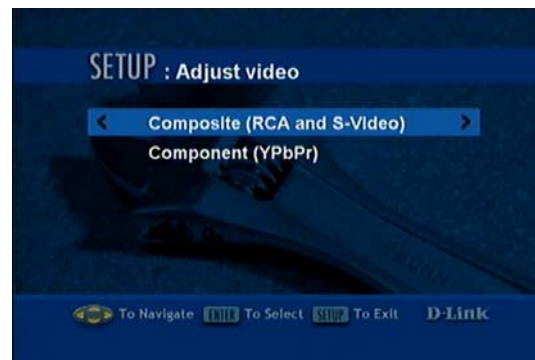 SETUP : Adjust video
Composite (RCA and S-Video)
Component (YPbPr)
To Navigate ENTER To Select SETUP To Exit D-Link